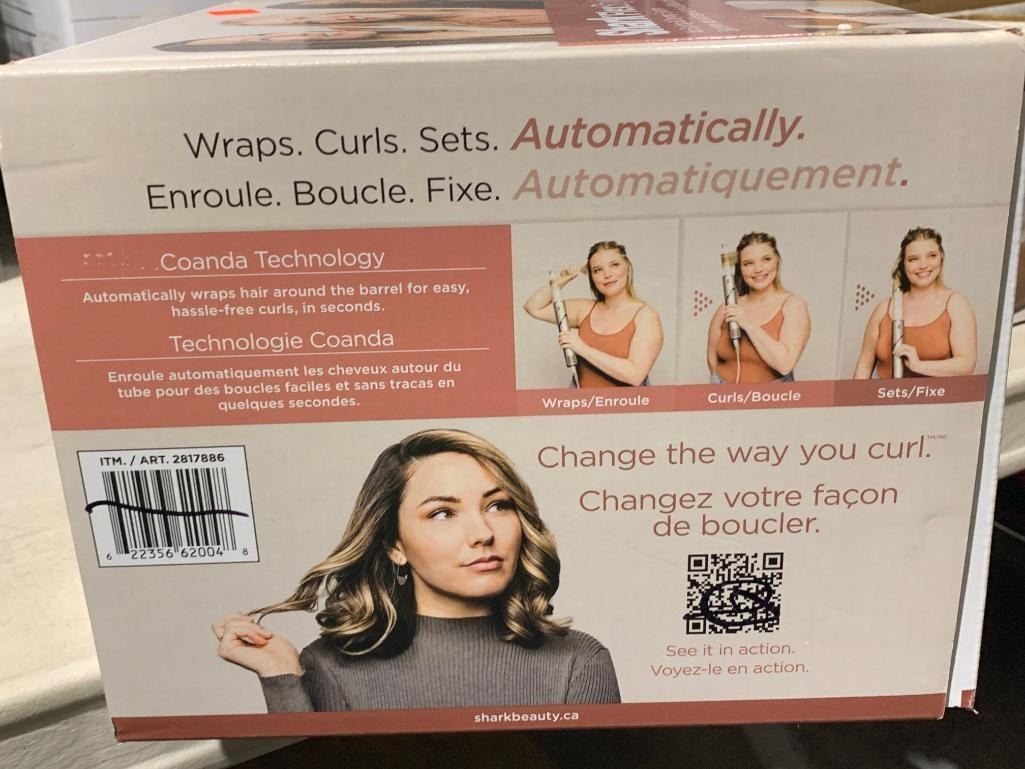 Wraps. Curls. Sets. Automatically.
Enroule. Boucle. Fixe. Automatiquement.
Coanda Technology
Automatically wraps hair around the barrel for easy,
hassle-free curls, in seconds.
Technologie Coanda
Enroule automatiquement les cheveux autour du
tube pour des boucles faciles et sans tracas en
quelques secondes.
Wraps/Enroule
Curls/Boucle
Sets/Fixe
ITM. / ART. 2817886
6 22356 62004 8
Change the way you curl.™/MC
Changez votre façon
de boucler.
See it in action.
Voyez-le en action.
sharkbeauty.ca